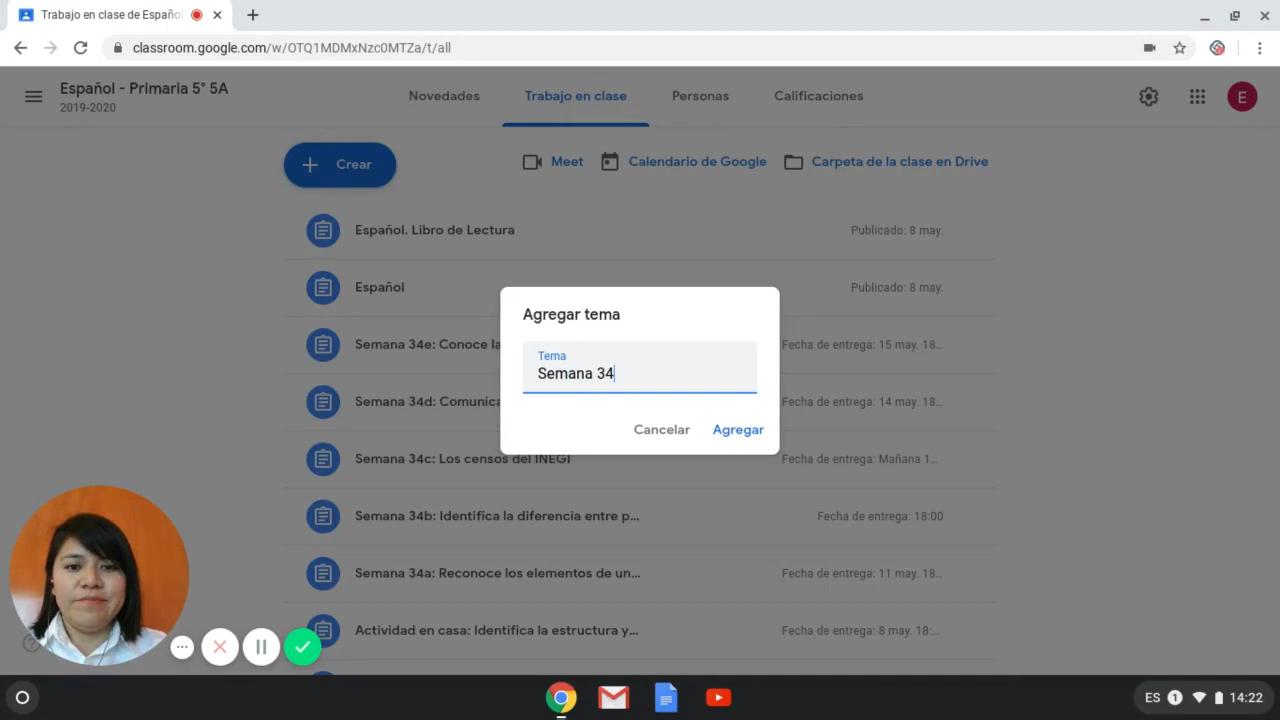 Trabajo en clase de Españo
classroom.google.com/w/OTQ1MDMxNzc0MTZa/t/all
Español - Primaria 5° 5A
2019-2020
Novedades
Trabajo en clase
Personas
Calificaciones
E
Crear
Meet
Calendario de Google
Carpeta de la clase en Drive
Español. Libro de Lectura
Publicado: 8 may.
Español
Publicado: 8 may.
Agregar tema
Semana 34e: Conoce la
Fecha de entrega: 15 may. 18...
Tema
Semana 34
Semana 34d: Comunica
Fecha de entrega: 14 may. 18...
Cancelar
Agregar
Semana 34c: Los censos del INEGI
Fecha de entrega: Mañana 1...
Semana 34b: Identifica la diferencia entre p...
Fecha de entrega: 18:00
Semana 34a: Reconoce los elementos de un...
Fecha de entrega: 11 may. 18...
Actividad en casa: Identifica la estructura y...
Fecha de entrega: 8 may. 18:...
ES
1
14:22